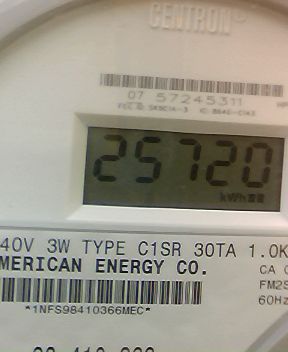 CENTRON
07 57245311
25720
kWh
40V 3W TYPE C1SR 30TA 1.0K
MERICAN ENERGY CO.
CA
FM2S
60Hz
*1NFS98410366MEC*